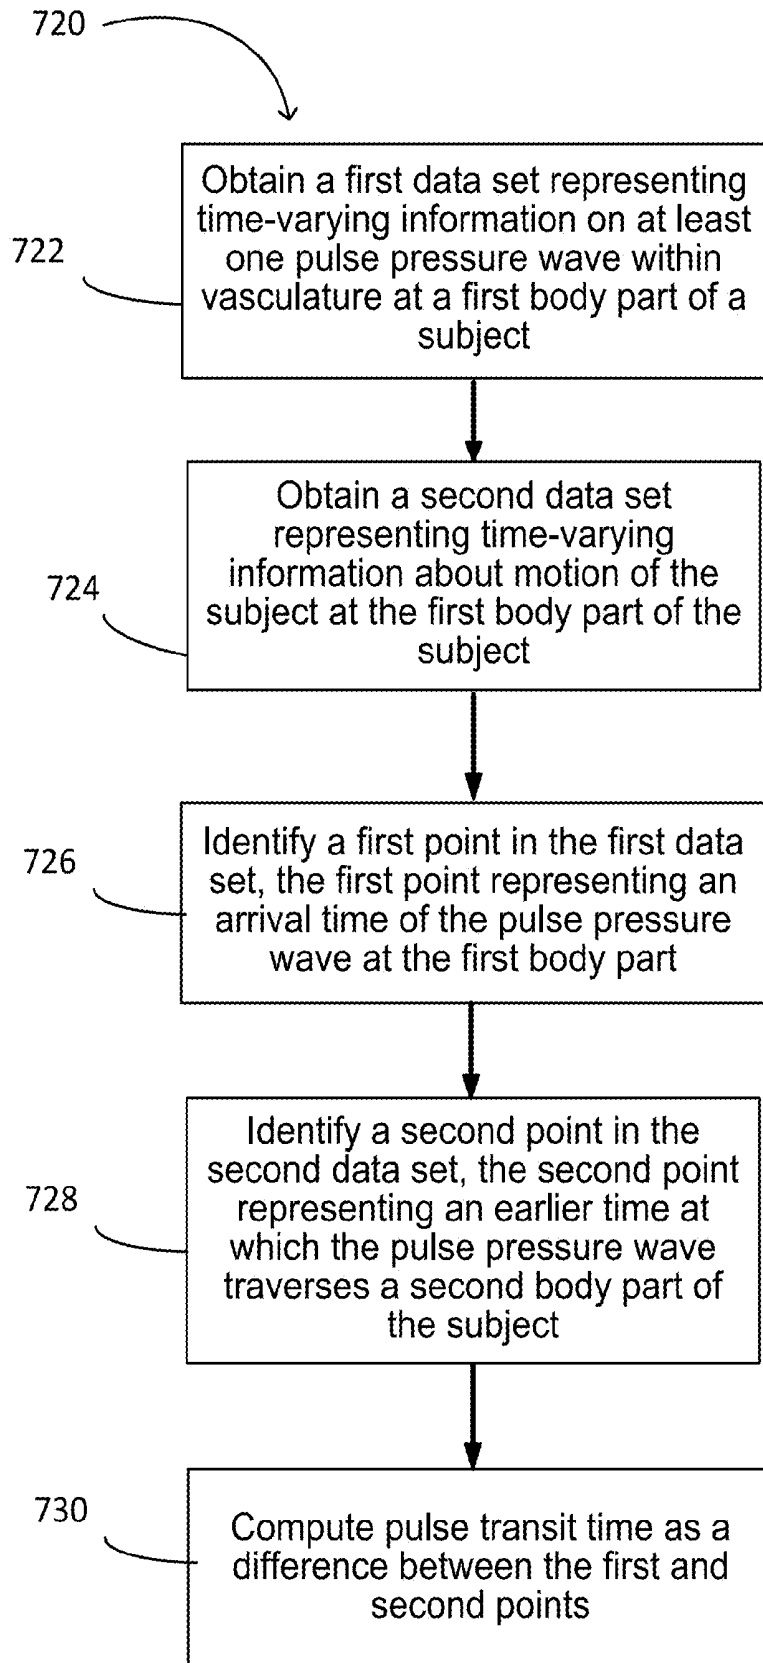 720
Obtain a first data set representing
time-varying information on at least
one pulse pressure wave within
vasculature at a first body part of a
subject
722
Obtain a second data set
representing time-varying
information about motion of the
subject at the first body part of the
subject
724
Identify a first point in the first data
set, the first point representing an
arrival time of the pulse pressure
wave at the first body part
726
Identify a second point in the
second data set, the second point
representing an earlier time at
which the pulse pressure wave
traverses a second body part of
the subject
728
Compute pulse transit time as a
difference between the first and
second points
730